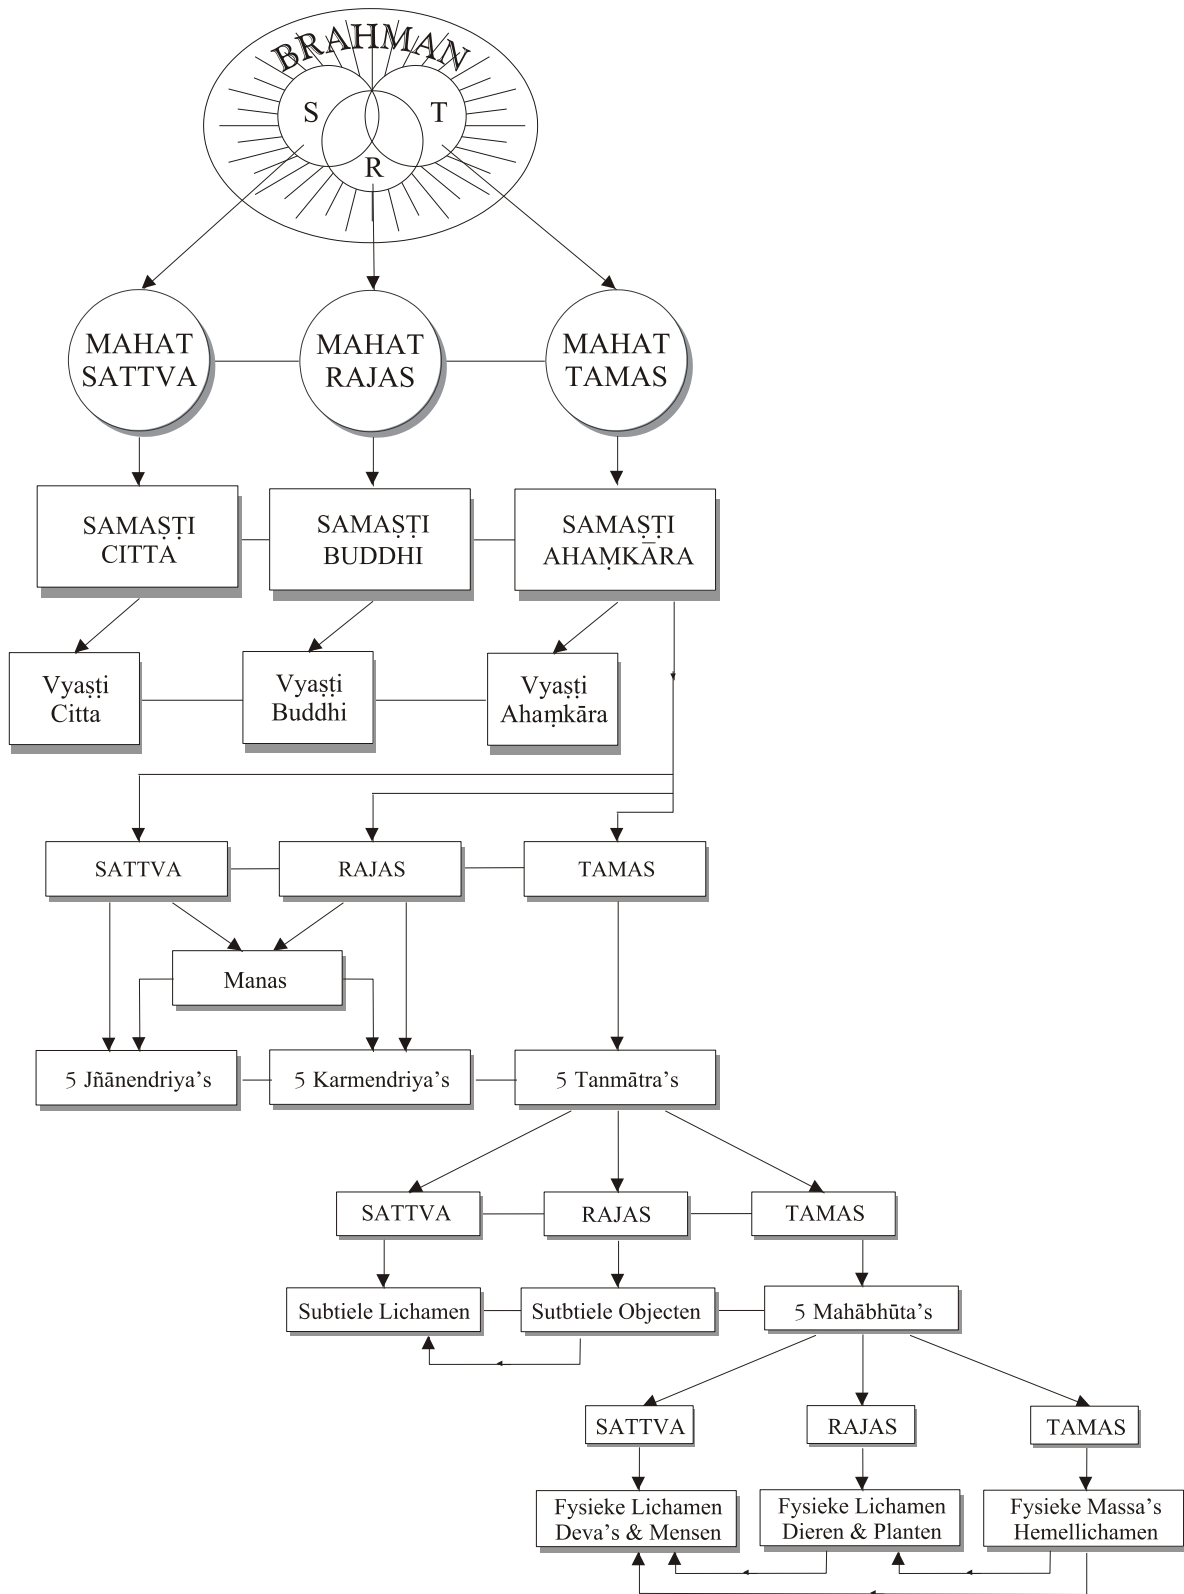 BRAHMAN
S
T
R
MAHAT
SATTVA
MAHAT
RAJAS
MAHAT
TAMAS
SAMAṢṬI
CITTA
SAMAṢṬI
BUDDHI
SAMAṢṬI
AHAṂKĀRA
Vyaṣṭi
Citta
Vyaṣṭi
Buddhi
Vyaṣṭi
Ahaṃkāra
SATTVA
RAJAS
TAMAS
Manas
5 Jñānendriya’s
5 Karmendriya’s
5 Tanmātra’s
SATTVA
RAJAS
TAMAS
Subtiele Lichamen
Sutbtiele Objecten
5 Mahābhūta’s
SATTVA
RAJAS
TAMAS
Fysieke Lichamen
Deva’s & Mensen
Fysieke Lichamen
Dieren & Planten
Fysieke Massa’s
Hemellichamen